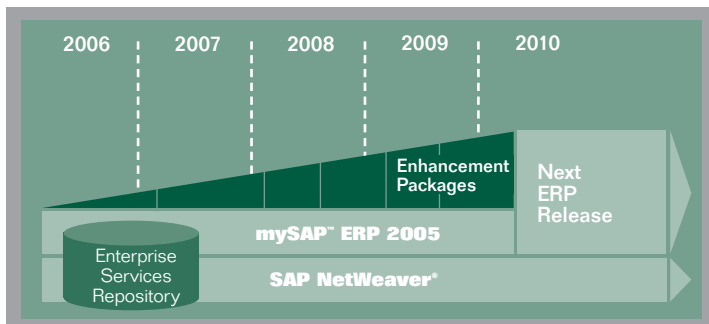 2006 2007 2008 2009 2010
Enhancement
Packages
Next
ERP
Release
mySAP™ ERP 2005
Enterprise
Services
Repository
SAP NetWeaver®